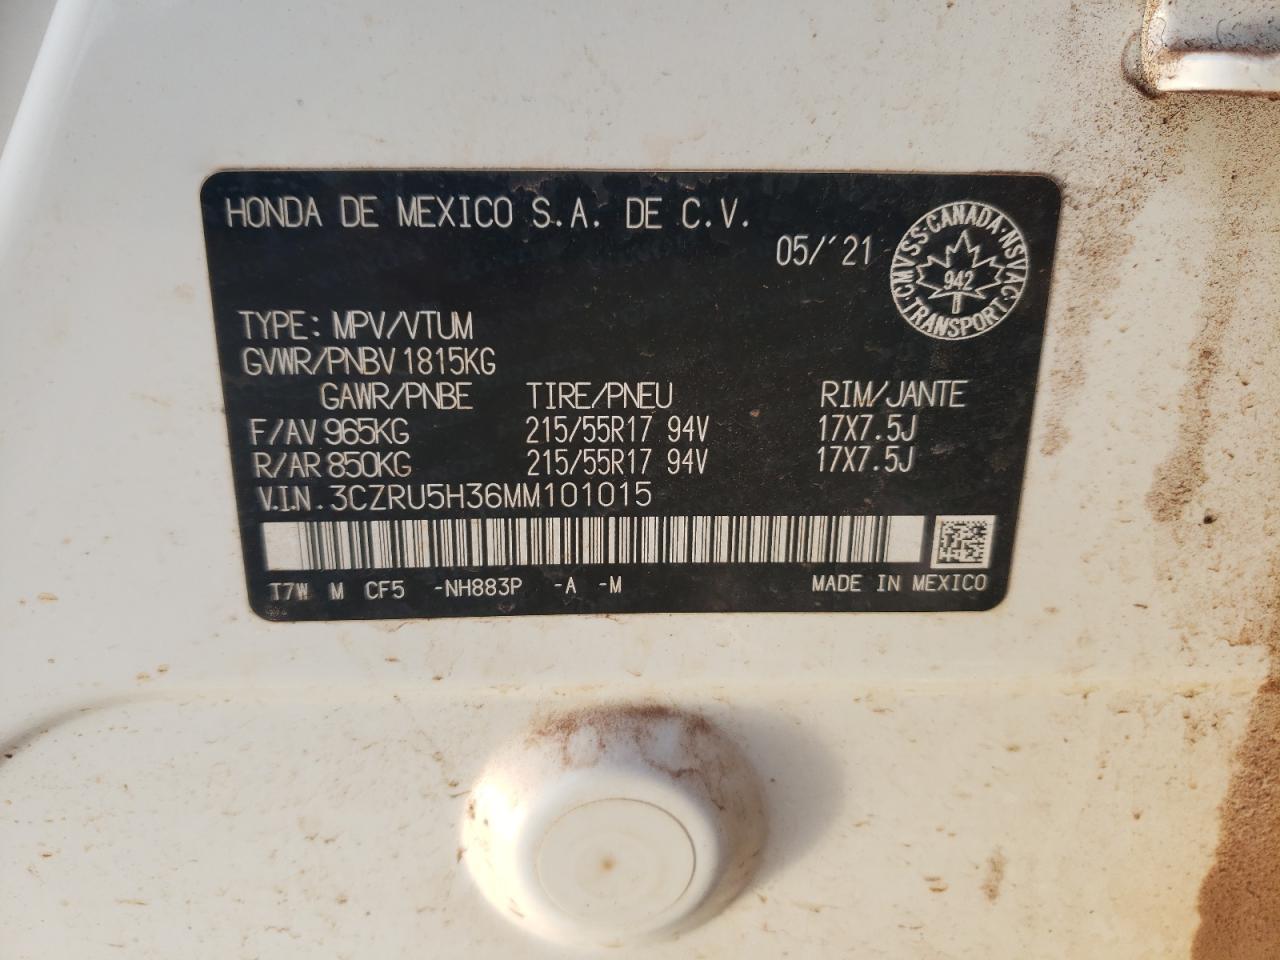 HONDA DE MEXICO S.A. DE C.V.
05/'21
CMVSS·CANADA·NSVAC·TRANSPORT
942
TYPE: MPV/VTUM
GVWR/PNBV 1815KG
GAWR/PNBE TIRE/PNEU RIM/JANTE
F/AV 965KG 215/55R17 94V 17X7.5J
R/AR 850KG 215/55R17 94V 17X7.5J
V.I.N. 3CZRU5H36MM101015
T7W M CF5 -NH883P -A -M MADE IN MEXICO